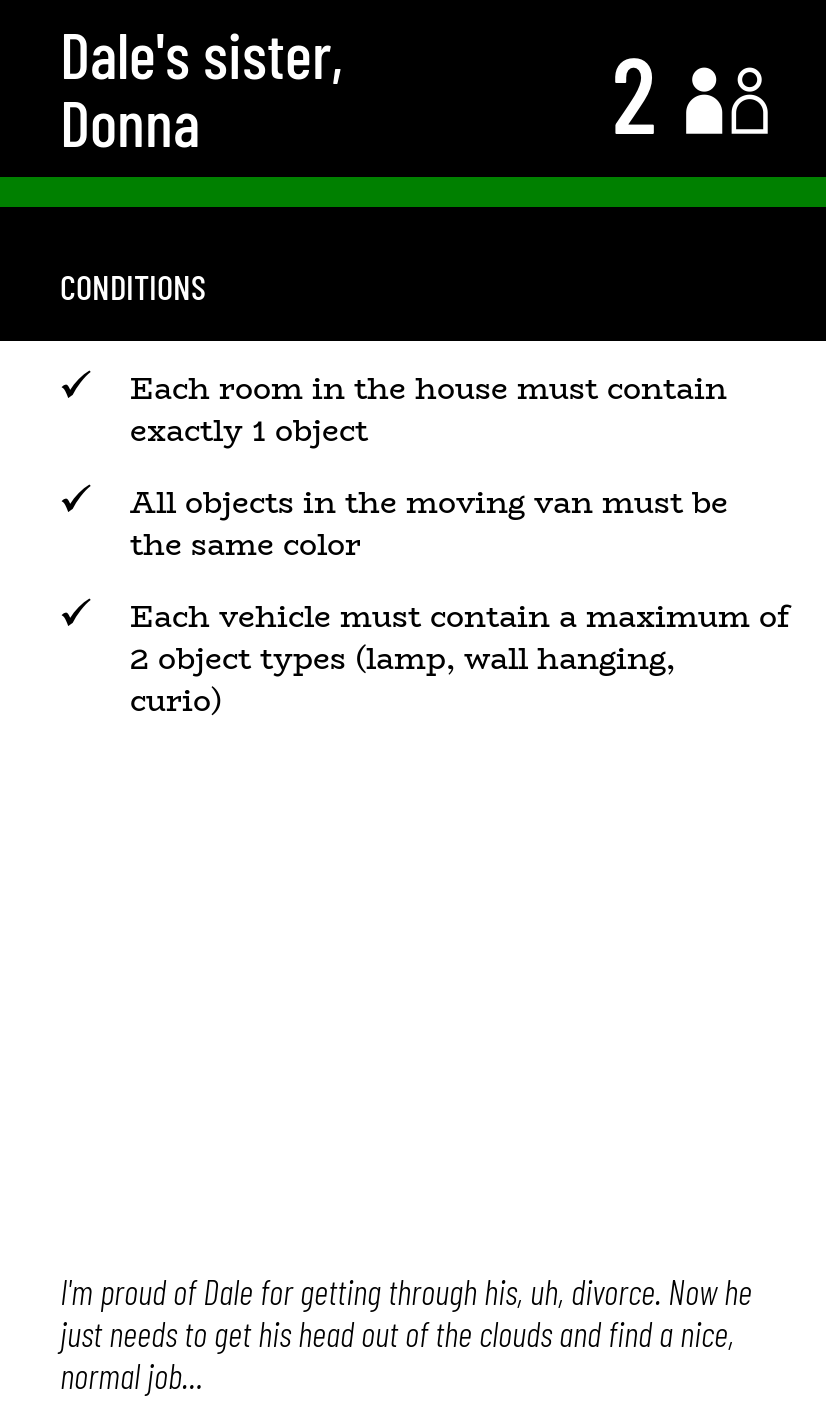 Dale's sister,
Donna
2
CONDITIONS
✓ Each room in the house must contain
exactly 1 object
✓ All objects in the moving van must be
the same color
✓ Each vehicle must contain a maximum of
2 object types (lamp, wall hanging,
curio)
I'm proud of Dale for getting through his, uh, divorce. Now he
just needs to get his head out of the clouds and find a nice,
normal job...